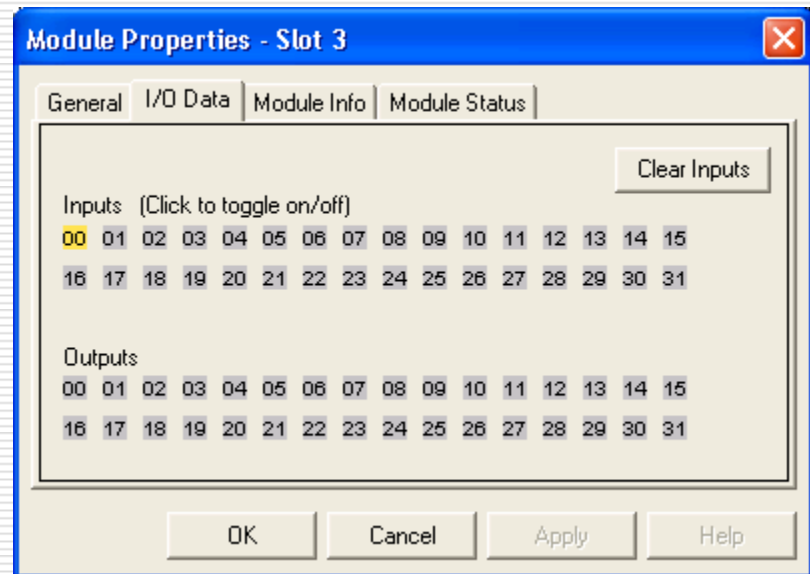 Module Properties - Slot 3
General I/O Data Module Info Module Status
Clear Inputs
Inputs (Click to toggle on/off)
00 01 02 03 04 05 06 07 08 09 10 11 12 13 14 15
16 17 18 19 20 21 22 23 24 25 26 27 28 29 30 31
Outputs
00 01 02 03 04 05 06 07 08 09 10 11 12 13 14 15
16 17 18 19 20 21 22 23 24 25 26 27 28 29 30 31
OK Cancel Apply Help